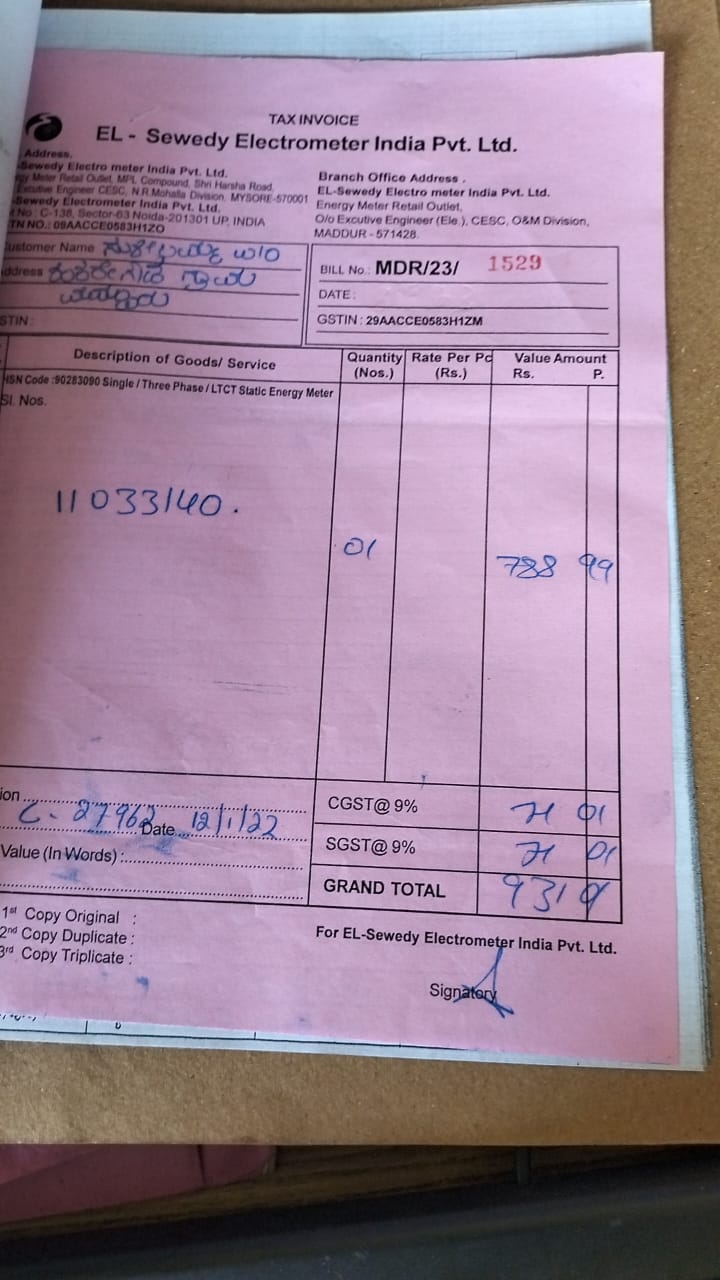 TAX INVOICE
EL - Sewedy Electrometer India Pvt. Ltd.
Address.
-Sewedy Electro meter India Pvt. Ltd.
Meter Retail Outlet, MPL Compound, Shri Harsha Road,
Executive Engineer CESC, N.R.Mohalla Division, MYSORE-570001
-Sewedy Electrometer India Pvt. Ltd.
No : C-138, Sector-63 Noida-201301 UP, INDIA
TN NO.: 09AACCE0583H1ZO
Branch Office Address .
EL-Sewedy Electro meter India Pvt. Ltd.
Energy Meter Retail Outlet,
O/o Excutive Engineer (Ele.), CESC, O&M Division,
MADDUR - 571428.
Customer Name
Address
STIN:
BILL No.: MDR/23/ 1529
DATE :
GSTIN : 29AACCE0583H1ZM
Description of Goods/ Service Quantity (Nos.) Rate Per Pc (Rs.) Value Amount Rs. P.
HSN Code :90283090 Single / Three Phase / LTCT Static Energy Meter
Sl. Nos.
11033140.
01
788 99
ion
C. 27962 Date 12/1/22
CGST@ 9% 71 01
SGST@ 9% 71 01
Value (In Words) :
GRAND TOTAL 931
1st Copy Original :
2nd Copy Duplicate :
3rd Copy Triplicate :
For EL-Sewedy Electrometer India Pvt. Ltd.
Signatory